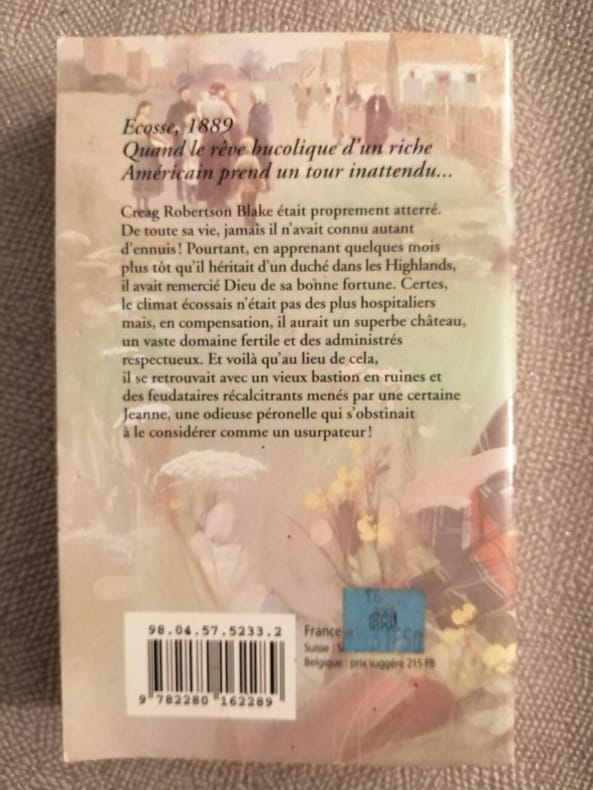 Ecosse, 1889
Quand le rêve bucolique d'un riche
Américain prend un tour inattendu...
Creag Robertson Blake était proprement atterré.
De toute sa vie, jamais il n'avait connu autant
d'ennuis ! Pourtant, en apprenant quelques mois
plus tôt qu'il héritait d'un duché dans les Highlands,
il avait remercié Dieu de sa bonne fortune. Certes,
le climat écossais n'était pas des plus hospitaliers
mais, en compensation, il aurait un superbe château,
un vaste domaine fertile et des administrés
respectueux. Et voilà qu'au lieu de cela,
il se retrouvait avec un vieux bastion en ruines et
des feudataires récalcitrants menés par une certaine
Jeanne, une odieuse péronelle qui s'obstinait
à le considérer comme un usurpateur !
98.04.57.5233.2
9 782280 162289
France
Suisse :
Belgique : prix suggéré 215 FB